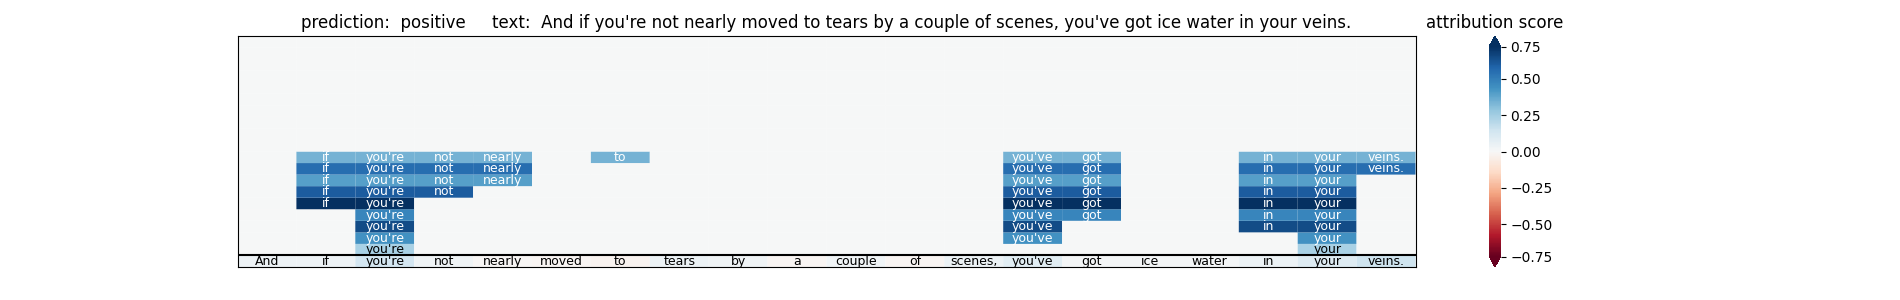 prediction: positive text: And if you're not nearly moved to tears by a couple of scenes, you've got ice water in your veins.
attribution score
0.75
0.50
0.25
0.00
−0.25
−0.50
−0.75
if you're not nearly to you've got in your veins.
if you're not nearly you've got in your veins.
if you're not nearly you've got in your
if you're not you've got in your
if you're you've got in your
you're you've got in your
you're you've in your
you're you've your
you're your
And if you're not nearly moved to tears by a couple of scenes, you've got ice water in your veins.